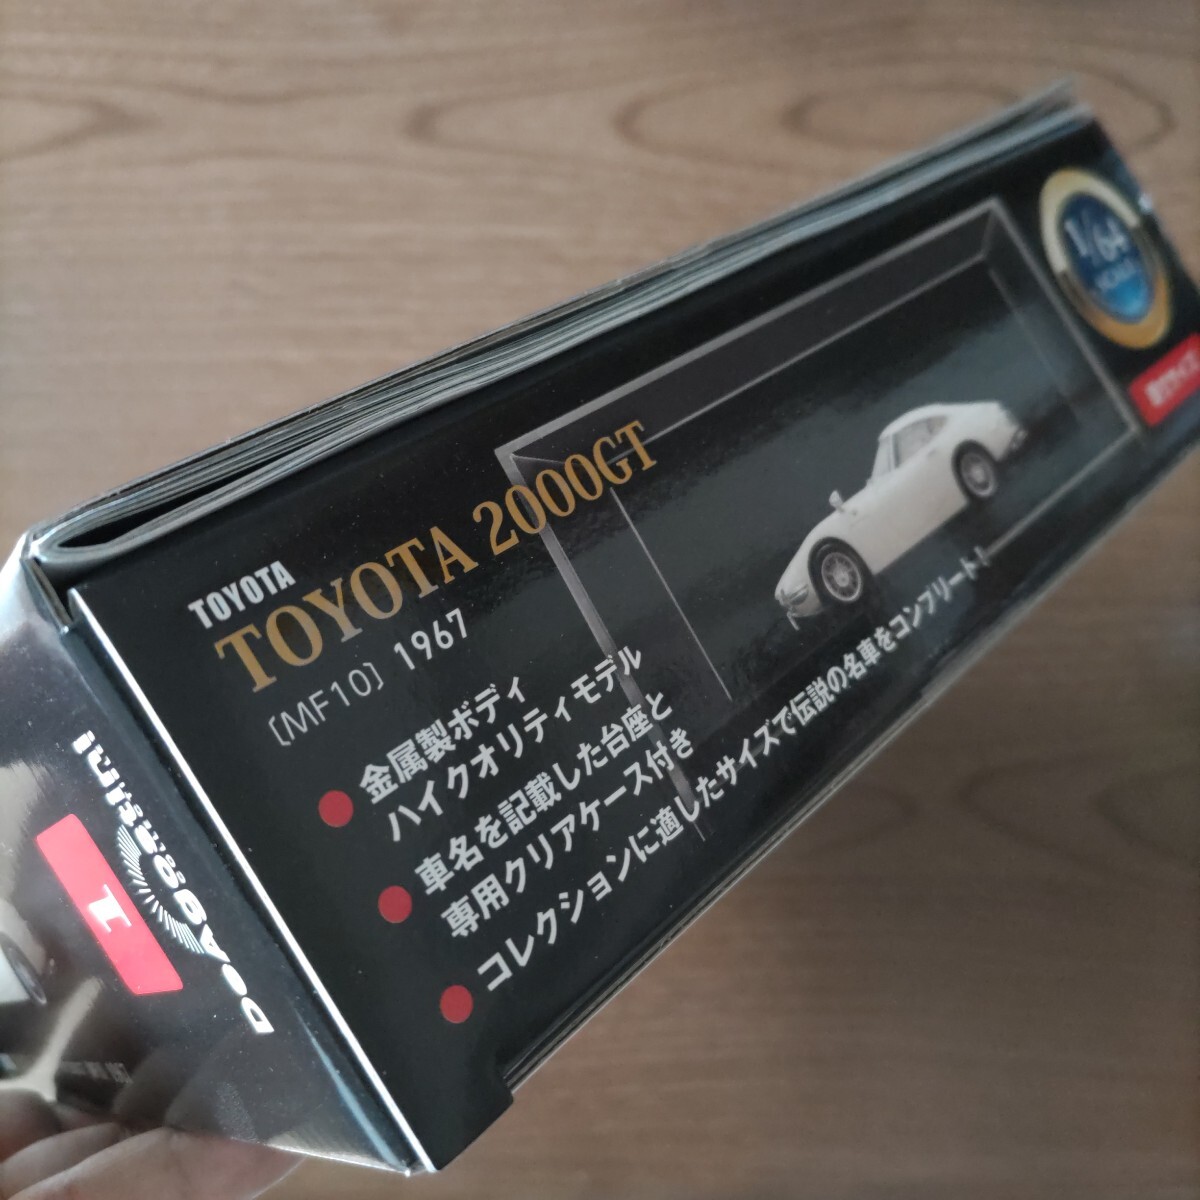 TOYOTA
TOYOTA 2000GT
[MF10] 1967
● 金属製ボディ
ハイクオリティモデル
● 車名を記載した台座と
専用クリアケース付き
● コレクションに適したサイズで伝説の名車をコンプリート!
1/64
SCALE
DeAGOSTINI
1